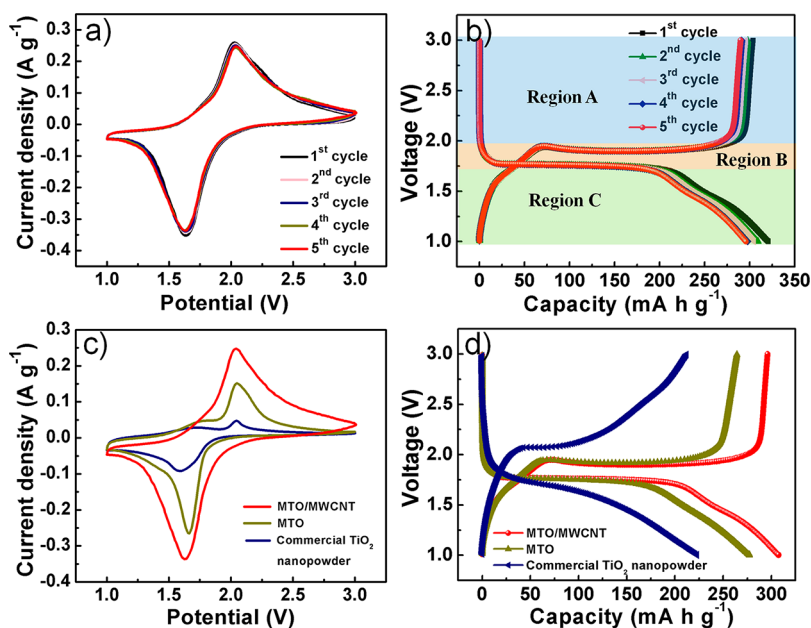 a)
Current density (A g-1)
0.3
0.2
0.1
0.0
-0.1
-0.2
-0.3
-0.4
1st cycle
2nd cycle
3rd cycle
4th cycle
5th cycle
1.0 1.5 2.0 2.5 3.0
Potential (V)
b)
Voltage (V)
3.0
2.5
2.0
1.5
1.0
1st cycle
2nd cycle
3rd cycle
4th cycle
5th cycle
Region A
Region B
Region C
0 50 100 150 200 250 300 350
Capacity (mA h g-1)
c)
Current density (A g-1)
0.3
0.2
0.1
0.0
-0.1
-0.2
-0.3
-0.4
MTO/MWCNT
MTO
Commercial TiO2
nanopowder
1.0 1.5 2.0 2.5 3.0
Potential (V)
d)
Voltage (V)
3.0
2.5
2.0
1.5
1.0
MTO/MWCNT
MTO
Commercial TiO2 nanopowder
0 50 100 150 200 250 300
Capacity (mA h g-1)